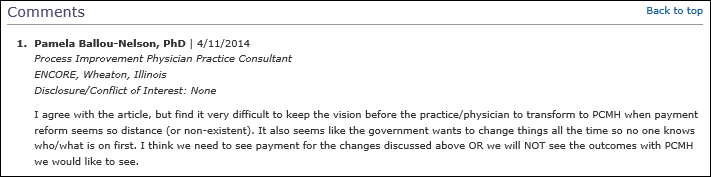 Comments
Back to top
1. Pamela Ballou-Nelson, PhD | 4/11/2014
Process Improvement Physician Practice Consultant
ENCORE, Wheaton, Illinois
Disclosure/Conflict of Interest: None
I agree with the article, but find it very difficult to keep the vision before the practice/physician to transform to PCMH when payment
reform seems so distance (or non-existent). It also seems like the government wants to change things all the time so no one knows
who/what is on first. I think we need to see payment for the changes discussed above OR we will NOT see the outcomes with PCMH
we would like to see.